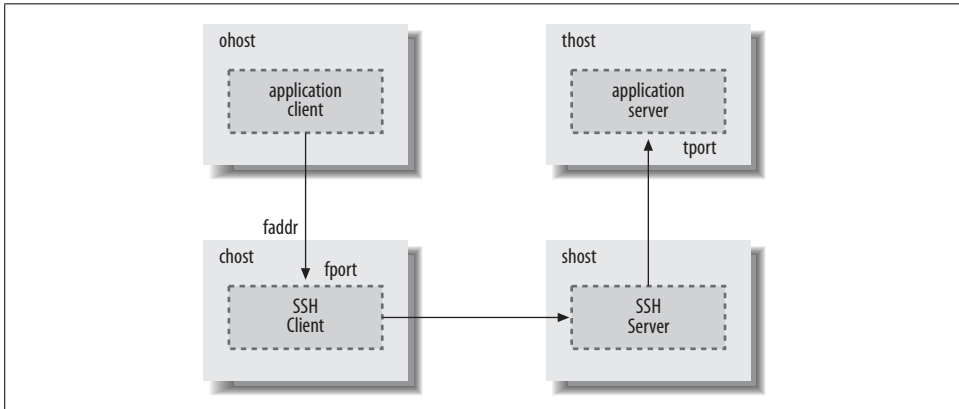 ohost
application
client
thost
application
server
tport
faddr
chost
fport
SSH
Client
shost
SSH
Server